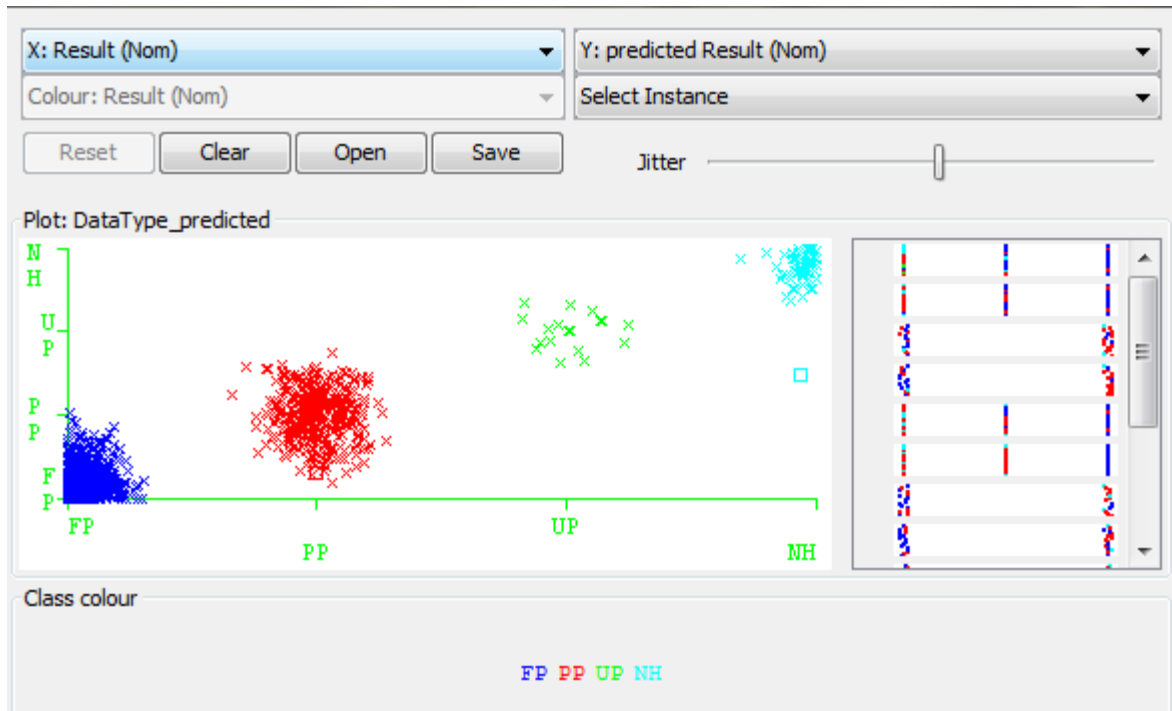 X: Result (Nom)
Y: predicted Result (Nom)
Colour: Result (Nom)
Select Instance
Reset
Clear
Open
Save
Jitter
Plot: DataType_predicted
N
H
U
P
P
P
F
P
FP
PP
UP
NH
Class colour
FP PP UP NH